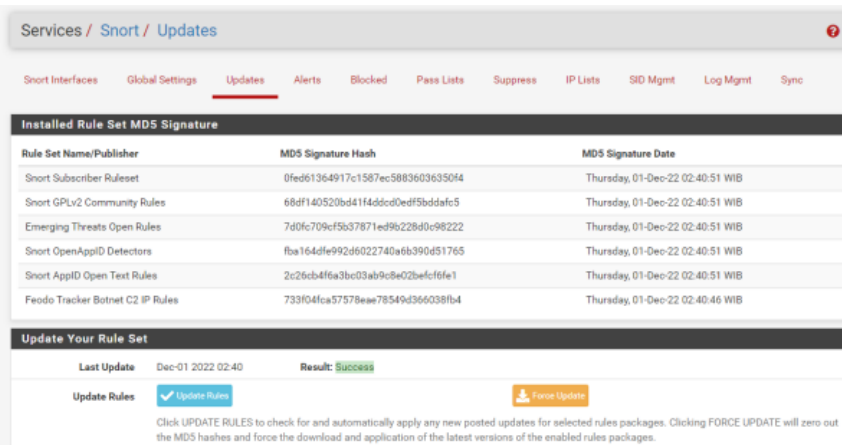 Services / Snort / Updates
Snort Interfaces Global Settings Updates Alerts Blocked Pass Lists Suppress IP Lists SID Mgmt Log Mgmt Sync
Installed Rule Set MD5 Signature
Rule Set Name/Publisher MD5 Signature Hash MD5 Signature Date
Snort Subscriber Ruleset 0fed61364917c1587ec5883603635 0f4 Thursday, 01-Dec-22 02:40:51 WIB
Snort GPLv2 Community Rules 68df140520bd41f4ddcd0edf5bddafc5 Thursday, 01-Dec-22 02:40:51 WIB
Emerging Threats Open Rules 7d0fc709cf5b37871ed9b228d0c98222 Thursday, 01-Dec-22 02:40:51 WIB
Snort OpenAppID Detectors fba164dfe992d6022740a6b390d51765 Thursday, 01-Dec-22 02:40:51 WIB
Snort AppID Open Text Rules 2c26cb4f6a3bc03ab9c8e02befcf6fe1 Thursday, 01-Dec-22 02:40:51 WIB
Feodo Tracker Botnet C2 IP Rules 733f04fca57578eae78549d366038fb4 Thursday, 01-Dec-22 02:40:46 WIB
Update Your Rule Set
Last Update Dec-01 2022 02:40 Result: Success
Update Rules Update Rules Force Update
Click UPDATE RULES to check for and automatically apply any new posted updates for selected rules packages. Clicking FORCE UPDATE will zero out
the MD5 hashes and force the download and application of the latest versions of the enabled rules packages.